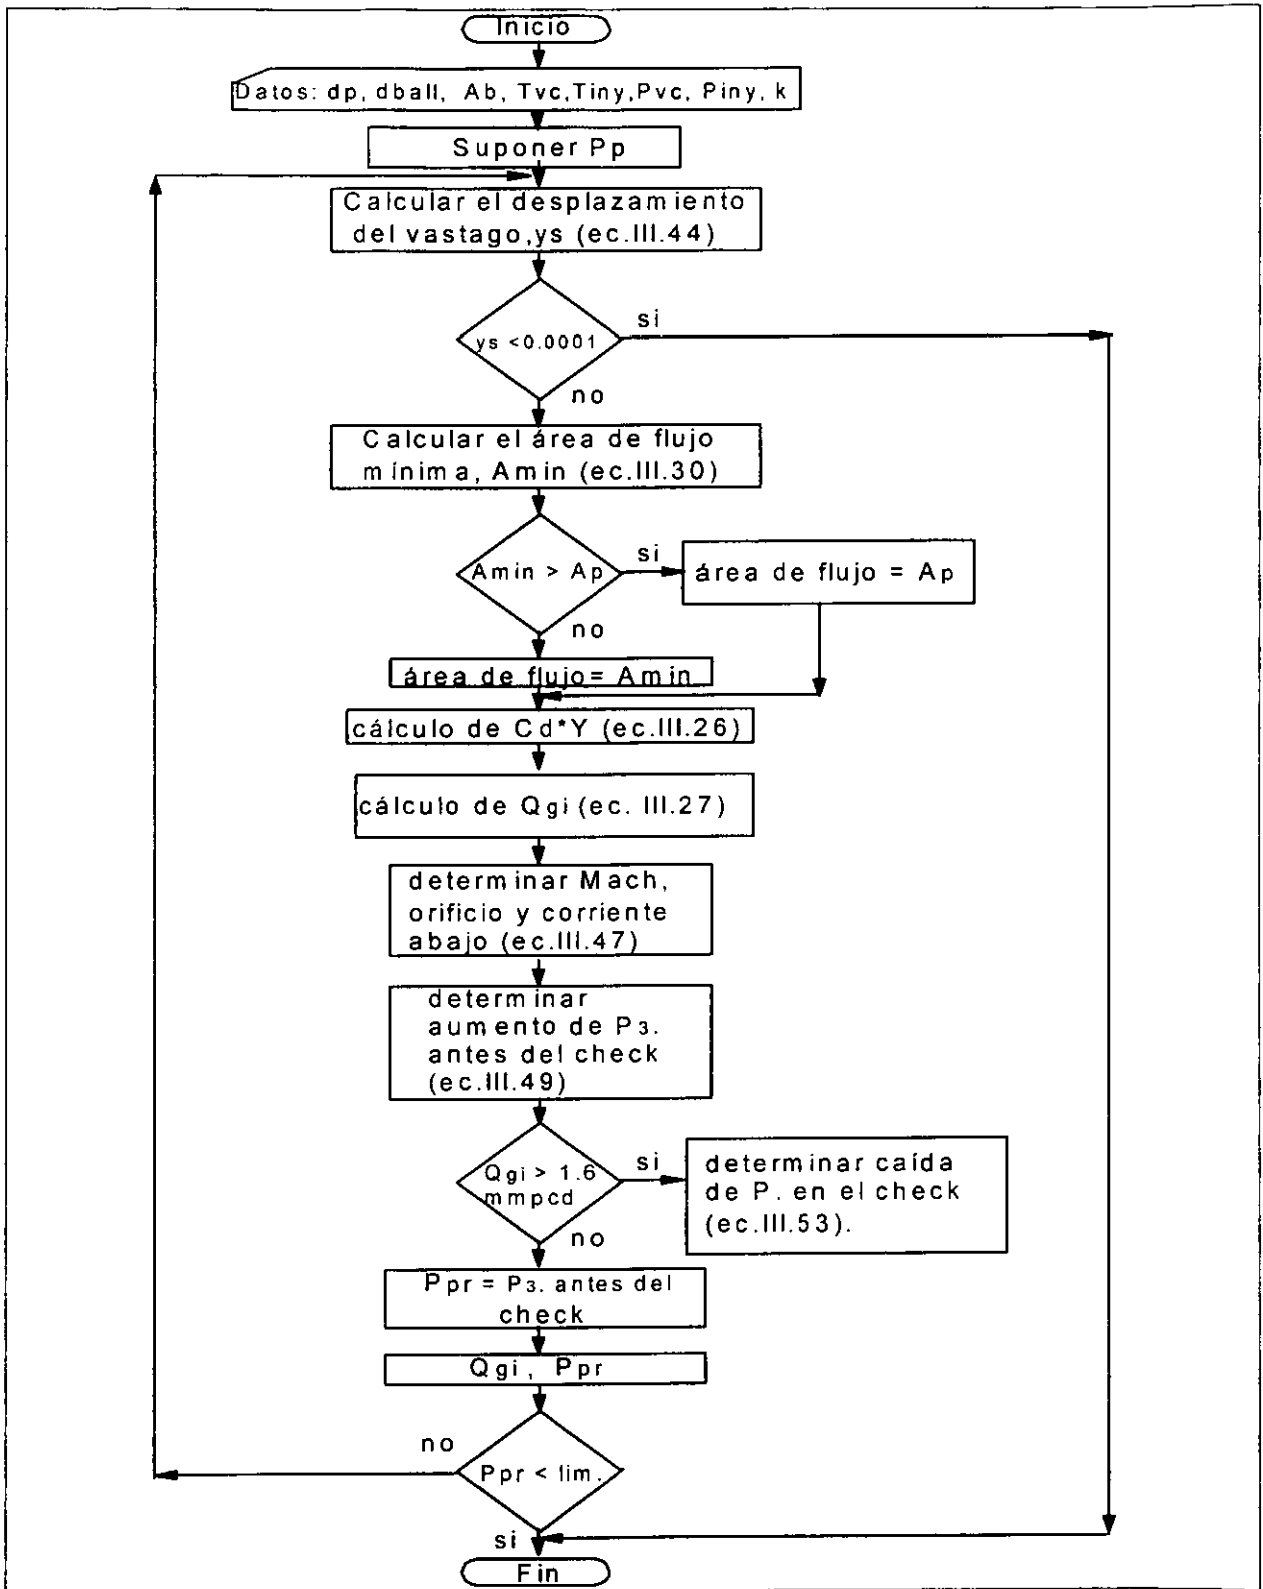 Inicio
Datos: dp, dball, Ab, Tvc,Tiny,Pvc, Piny, k
Suponer Pp
Calcular el desplazamiento
del vastago,ys (ec.III.44)
ys <0.0001
si
no
Calcular el área de flujo
mínima, Amin (ec.III.30)
Amin > Ap
si
área de flujo = Ap
no
área de flujo= Amin
cálculo de Cd*Y (ec.III.26)
cálculo de Qgi (ec. III.27)
determinar Mach,
orificio y corriente
abajo (ec.III.47)
determinar
aumento de P3.
antes del check
(ec.III.49)
Qgi > 1.6
mmpcd
si
determinar caída
de P. en el check
(ec.III.53).
no
Ppr = P3. antes del
check
Qgi, Ppr
no
Ppr < lim.
si
Fin